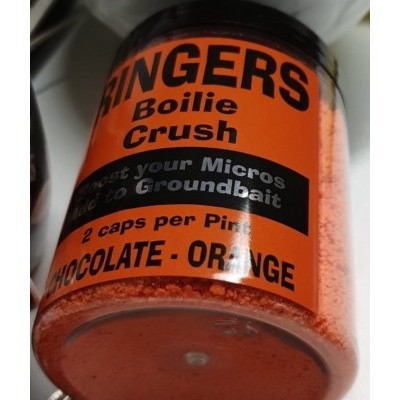 RINGERS
Boilie
Crush
Boost your Micros
Add to Groundbait
2 caps per Pint
CHOCOLATE - ORANGE